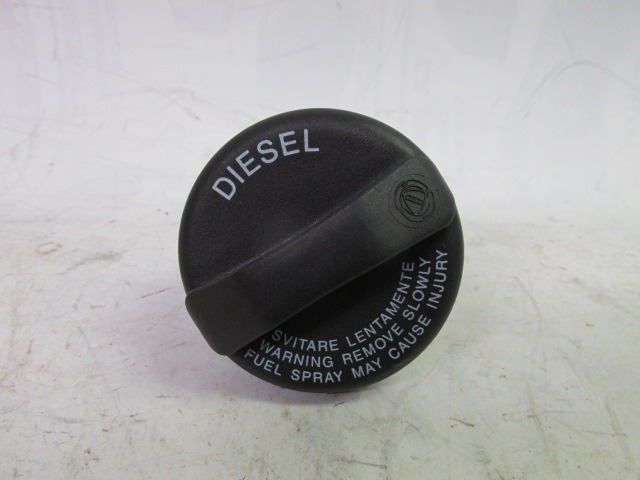 DIESEL
SVITARE LENTAMENTE
WARNING REMOVE SLOWLY
FUEL SPRAY MAY CAUSE INJURY